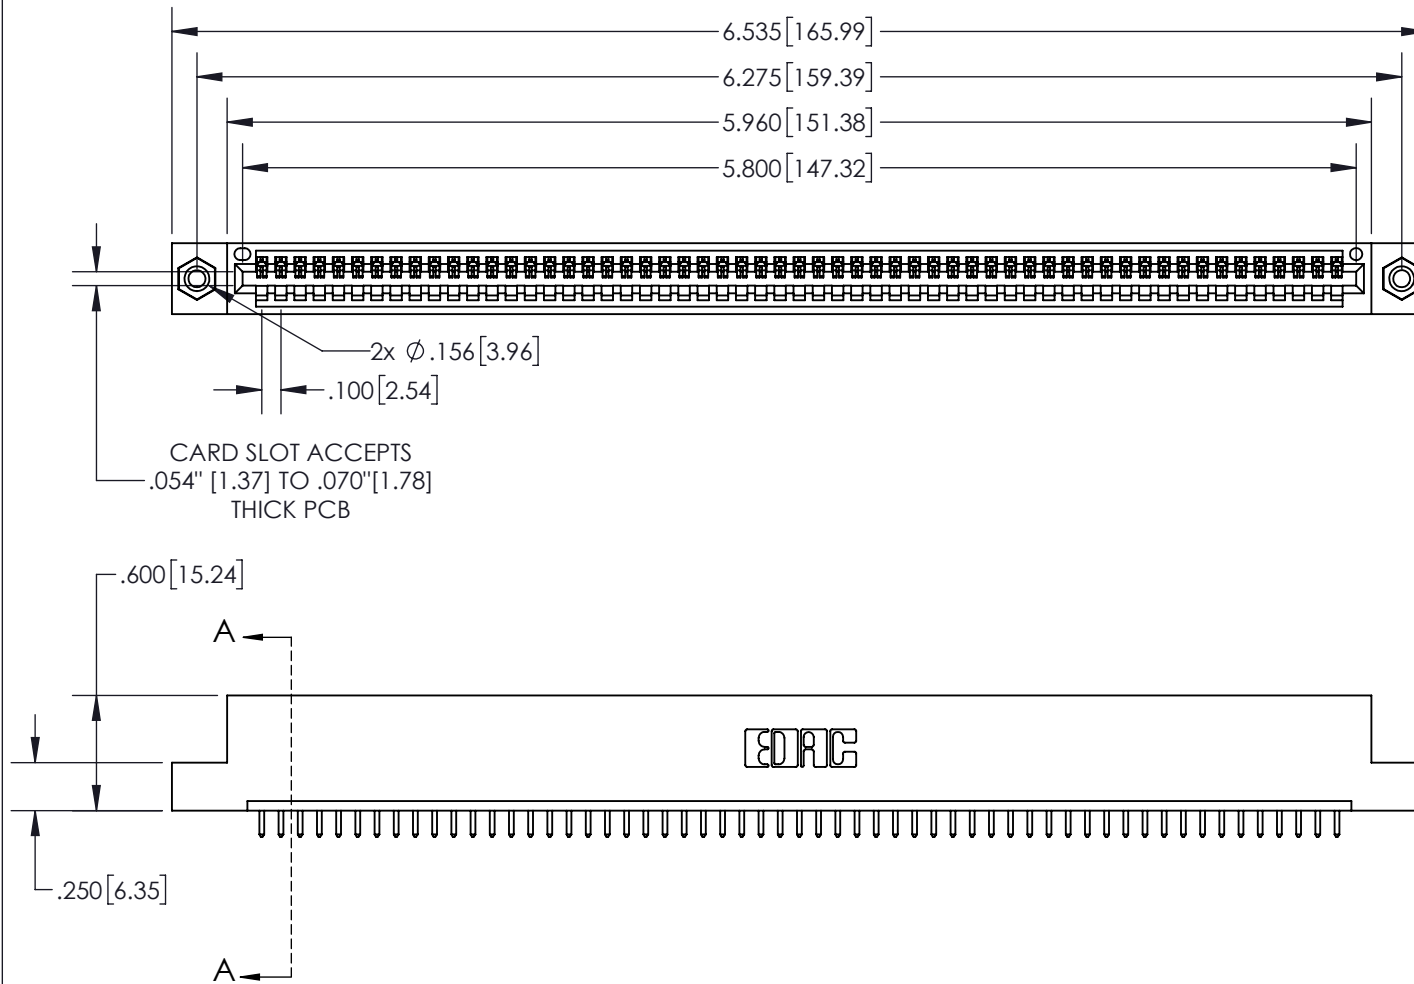 6.535[165.99]
6.275[159.39]
5.960[151.38]
5.800[147.32]
2x ∅.156[3.96]
.100[2.54]
CARD SLOT ACCEPTS
.054" [1.37] TO .070"[1.78]
THICK PCB
.600[15.24]
A
EDAC
.250[6.35]
A